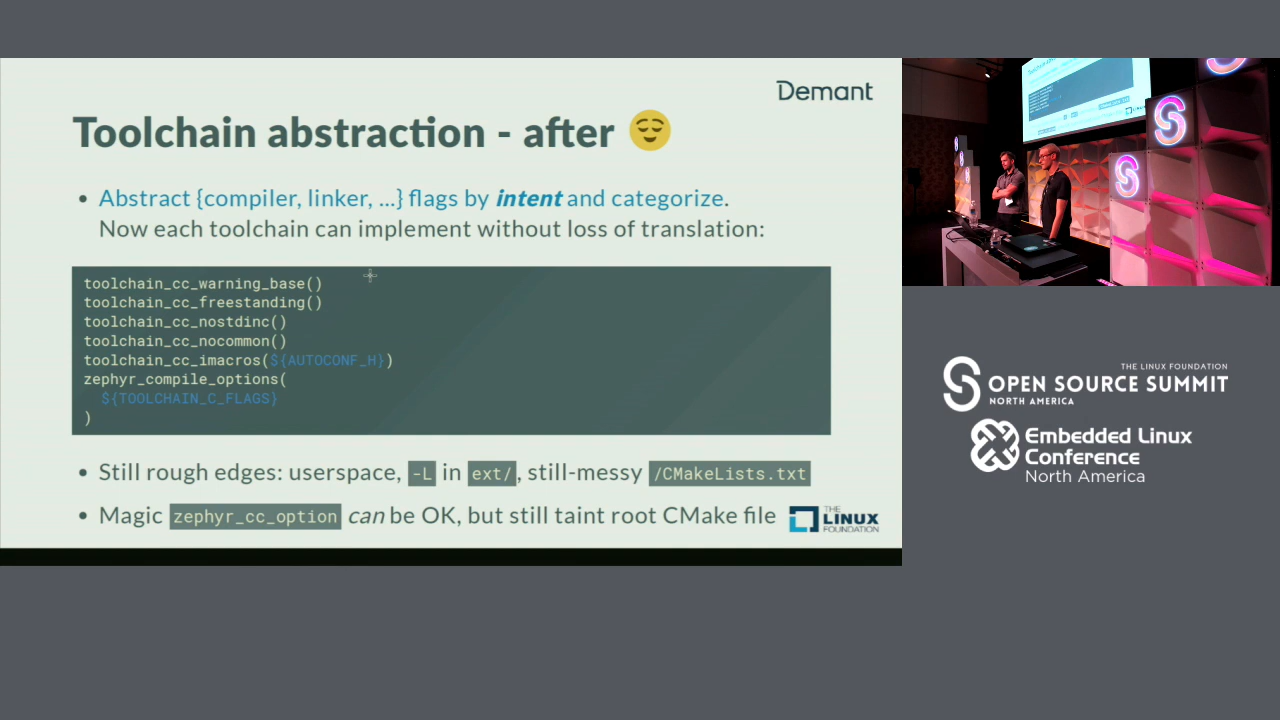 Demant
Toolchain abstraction - after
• Abstract {compiler, linker, ...} flags by intent and categorize.
Now each toolchain can implement without loss of translation:
toolchain_cc_warning_base()
toolchain_cc_freestanding()
toolchain_cc_nostdinc()
toolchain_cc_nocommon()
toolchain_cc_imacros(${AUTOCONF_H})
zephyr_compile_options(
${TOOLCHAIN_C_FLAGS}
)
• Still rough edges: userspace, -L in ext/, still-messy /CMakeLists.txt
• Magic zephyr_cc_option can be OK, but still taint root CMake file
THE
LINUX
FOUNDATION
THE LINUX FOUNDATION
OPEN SOURCE SUMMIT
NORTH AMERICA
Embedded Linux
Conference
North America